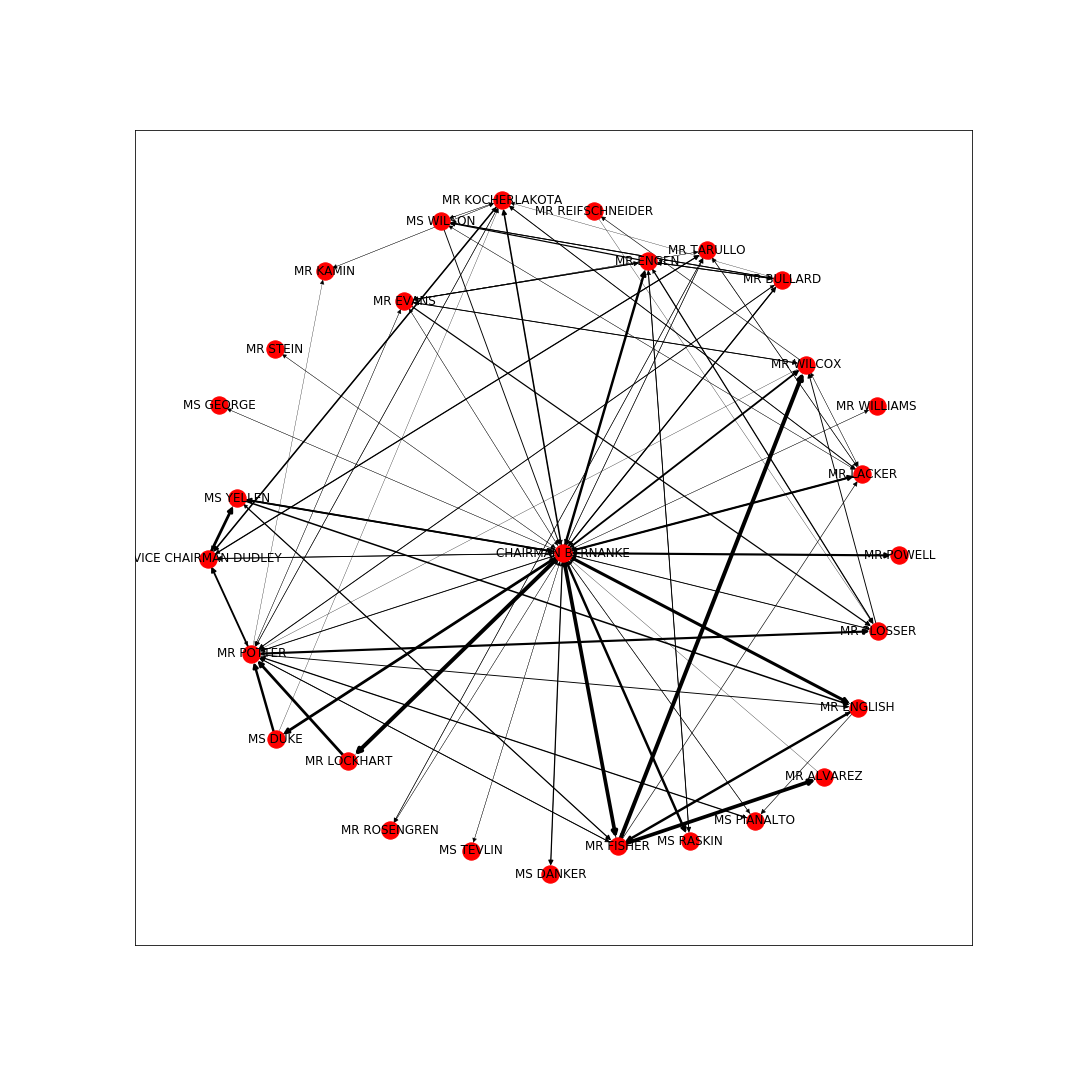 MR KOCHERLAKOTA
MR REIFSCHNEIDER
MS WILSON
MR TARULLO
MR ENGEN
MR KAMIN
MR BULLARD
MR EVANS
MR STEIN
MR WILCOX
MS GEORGE
MR WILLIAMS
MR LACKER
MS YELLEN
CHAIRMAN BERNANKE
MR POWELL
VICE CHAIRMAN DUDLEY
MR PLOSSER
MR POTTER
MR ENGLISH
MS DUKE
MR LOCKHART
MR ALVAREZ
MS PIANALTO
MR ROSENGREN
MS RASKIN
MR FISHER
MS TEVLIN
MS DANKER